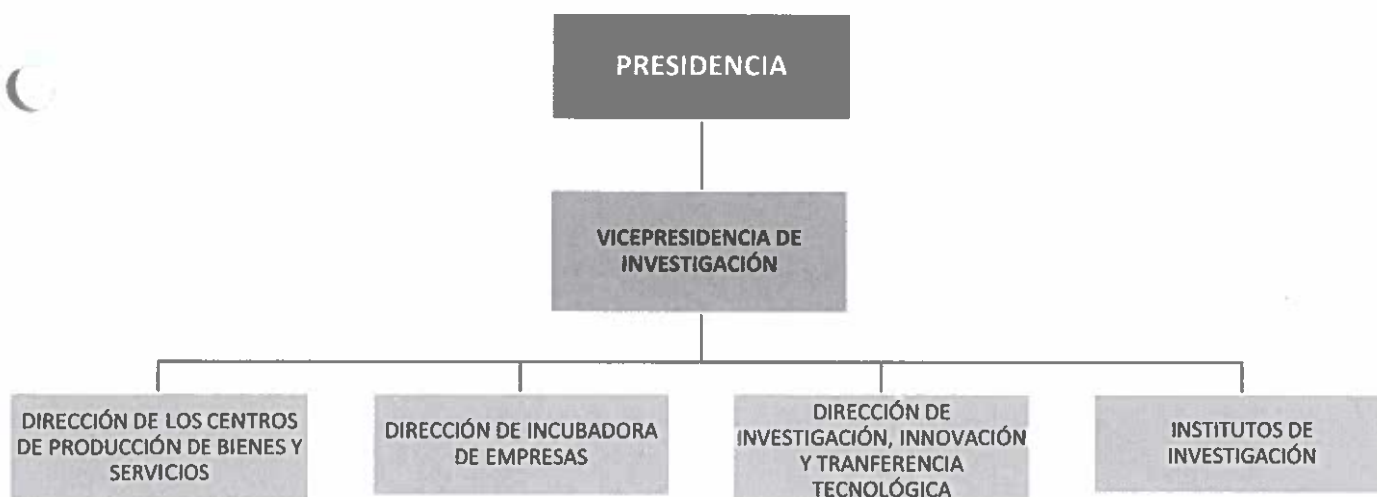 PRESIDENCIA
VICEPRESIDENCIA DE
INVESTIGACIÓN
DIRECCIÓN DE LOS CENTROS
DE PRODUCCIÓN DE BIENES Y
SERVICIOS
DIRECCIÓN DE INCUBADORA
DE EMPRESAS
DIRECCIÓN DE
INVESTIGACIÓN, INNOVACIÓN
Y TRANFERENCIA
TECNOLÓGICA
INSTITUTOS DE
INVESTIGACIÓN